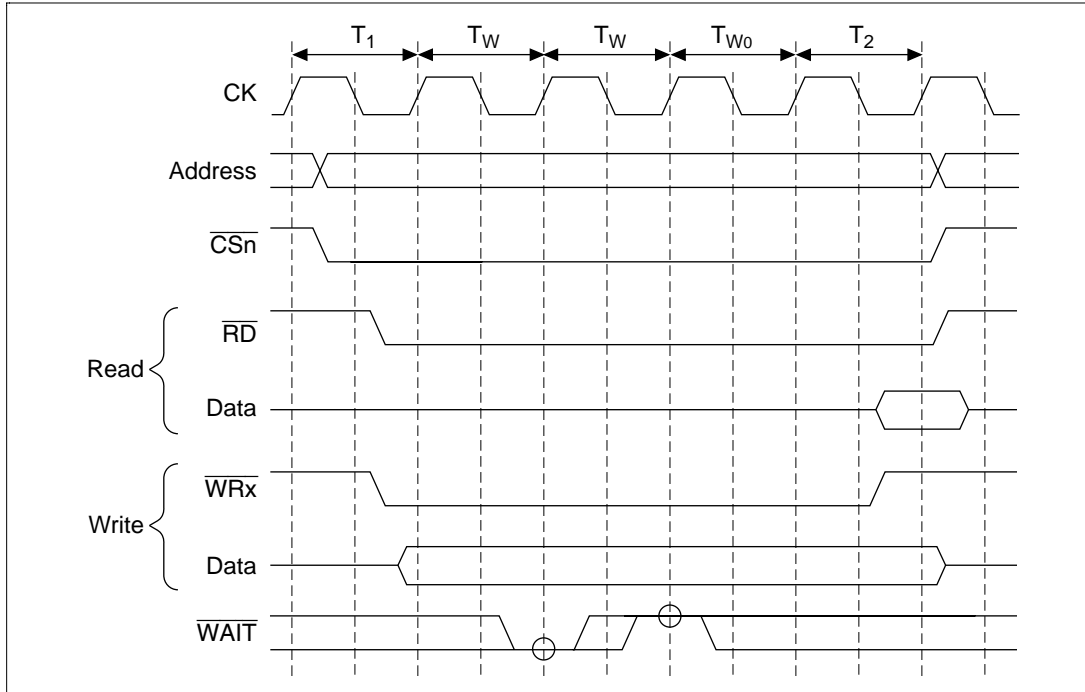 T1 TW TW TW0 T2
CK
Address
CSn
Read
RD
Data
Write
WRx
Data
WAIT